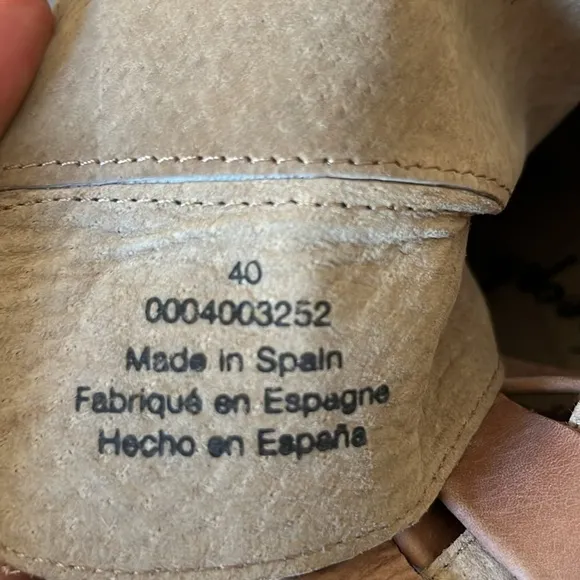 40
0004003252
Made in Spain
Fabriqué en Espagne
Hecho en España